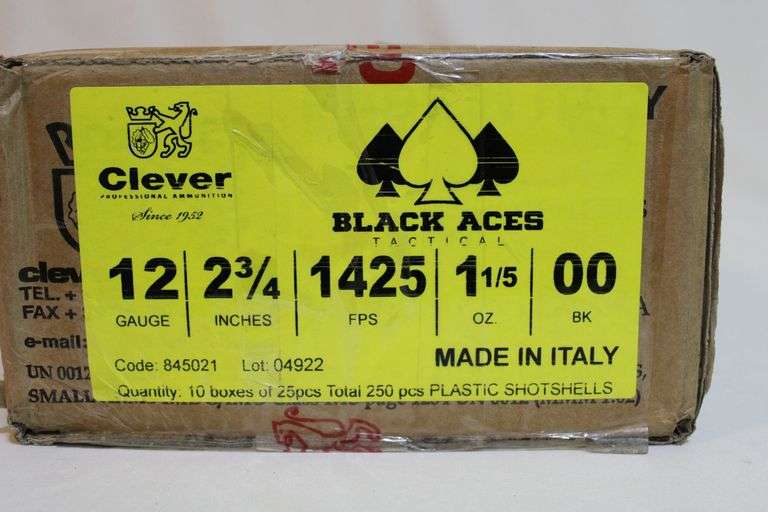 Clever
PROFESSIONAL AMMUNITION
Since 1952
BLACK ACES
TACTICAL
12 2¾ 1425 1 1/5 00
GAUGE INCHES FPS OZ. BK
Code: 845021 Lot: 04922 MADE IN ITALY
Quantity: 10 boxes of 25pcs Total 250 pcs PLASTIC SHOTSHELLS
clev
TEL. +
FAX +
e-mail:
UN 0012
SMALL